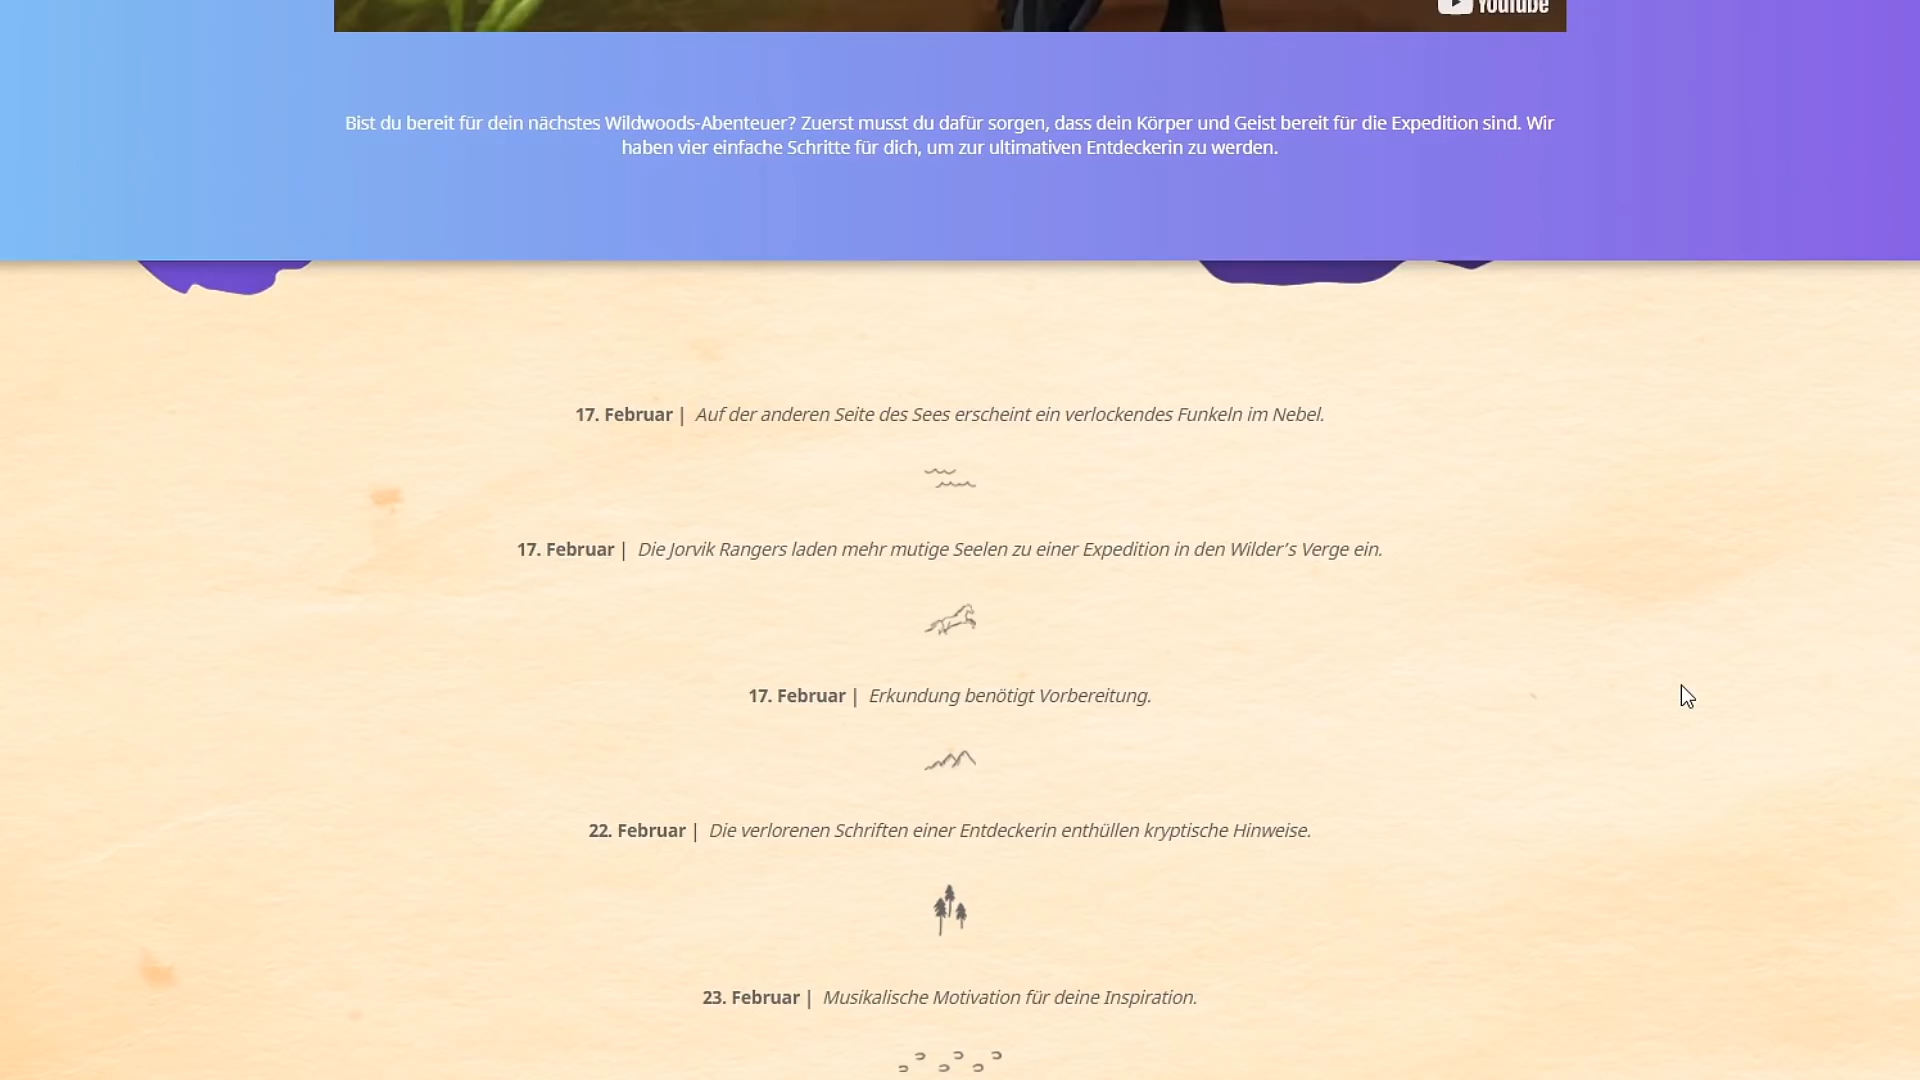 YouTube
Bist du bereit für dein nächstes Wildwoods-Abenteuer? Zuerst musst du dafür sorgen, dass dein Körper und Geist bereit für die Expedition sind. Wir
haben vier einfache Schritte für dich, um zur ultimativen Entdeckerin zu werden.
17. Februar | Auf der anderen Seite des Sees erscheint ein verlockendes Funkeln im Nebel.
17. Februar | Die Jorvik Rangers laden mehr mutige Seelen zu einer Expedition in den Wilder’s Verge ein.
17. Februar | Erkundung benötigt Vorbereitung.
22. Februar | Die verlorenen Schriften einer Entdeckerin enthüllen kryptische Hinweise.
23. Februar | Musikalische Motivation für deine Inspiration.